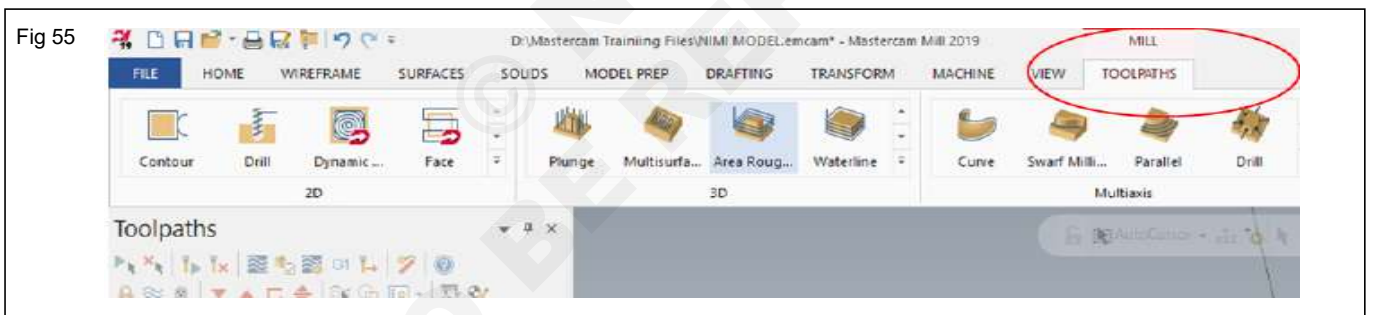 Fig 55
D:\Mastercam Trainiing Files\NIMI MODEL.emcam* - Mastercam Mill 2019 MILL
FILE HOME WIREFRAME SURFACES SOLIDS MODEL PREP DRAFTING TRANSFORM MACHINE VIEW TOOLPATHS
Contour Drill Dynamic ... Face Plunge Multisurfa... Area Roug... Waterline Curve Swarf Milli... Parallel Drill
2D 3D Multiaxis
Toolpaths
G1 AutoCursor